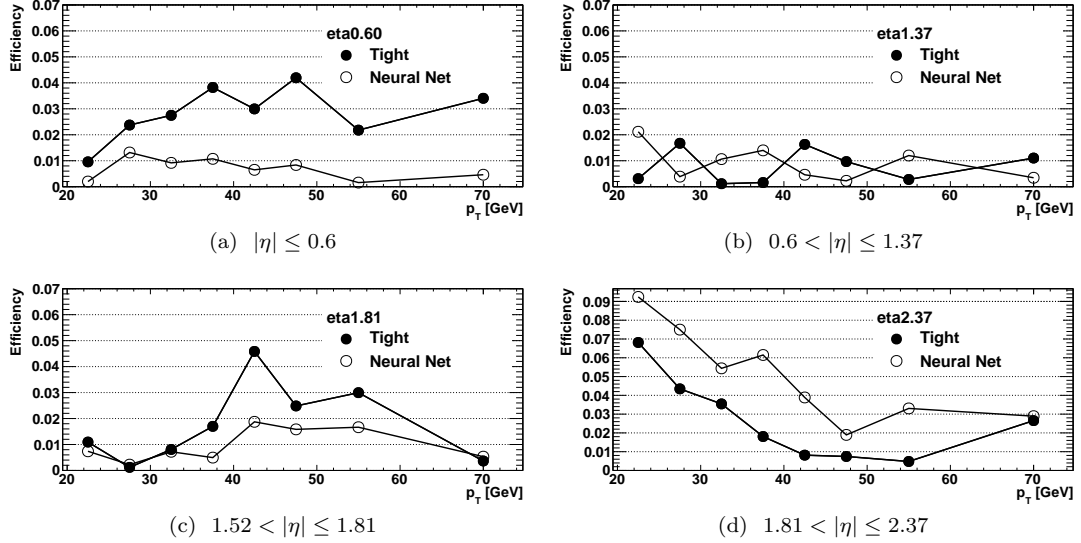 Efficiency
0.07
0.06
0.05
0.04
0.03
0.02
0.01
0
20 30 40 50 60 70
p_T [GeV]
eta0.60
Tight
Neural Net
(a) |η| ≤ 0.6
Efficiency
0.07
0.06
0.05
0.04
0.03
0.02
0.01
0
20 30 40 50 60 70
p_T [GeV]
eta1.37
Tight
Neural Net
(b) 0.6 < |η| ≤ 1.37
Efficiency
0.07
0.06
0.05
0.04
0.03
0.02
0.01
0
20 30 40 50 60 70
p_T [GeV]
eta1.81
Tight
Neural Net
(c) 1.52 < |η| ≤ 1.81
Efficiency
0.09
0.08
0.07
0.06
0.05
0.04
0.03
0.02
0.01
0
20 30 40 50 60 70
p_T [GeV]
eta2.37
Tight
Neural Net
(d) 1.81 < |η| ≤ 2.37